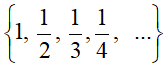 {1, 1/2, 1/3, 1/4, ...}